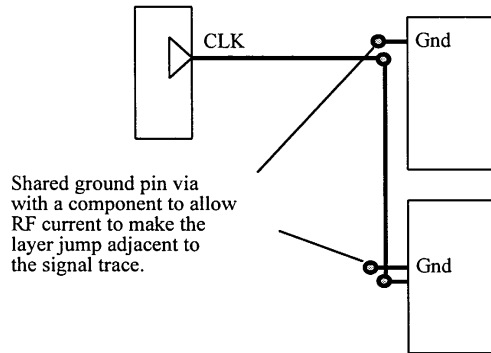 CLK
Gnd
Shared ground pin via
with a component to allow
RF current to make the
layer jump adjacent to
the signal trace.
Gnd